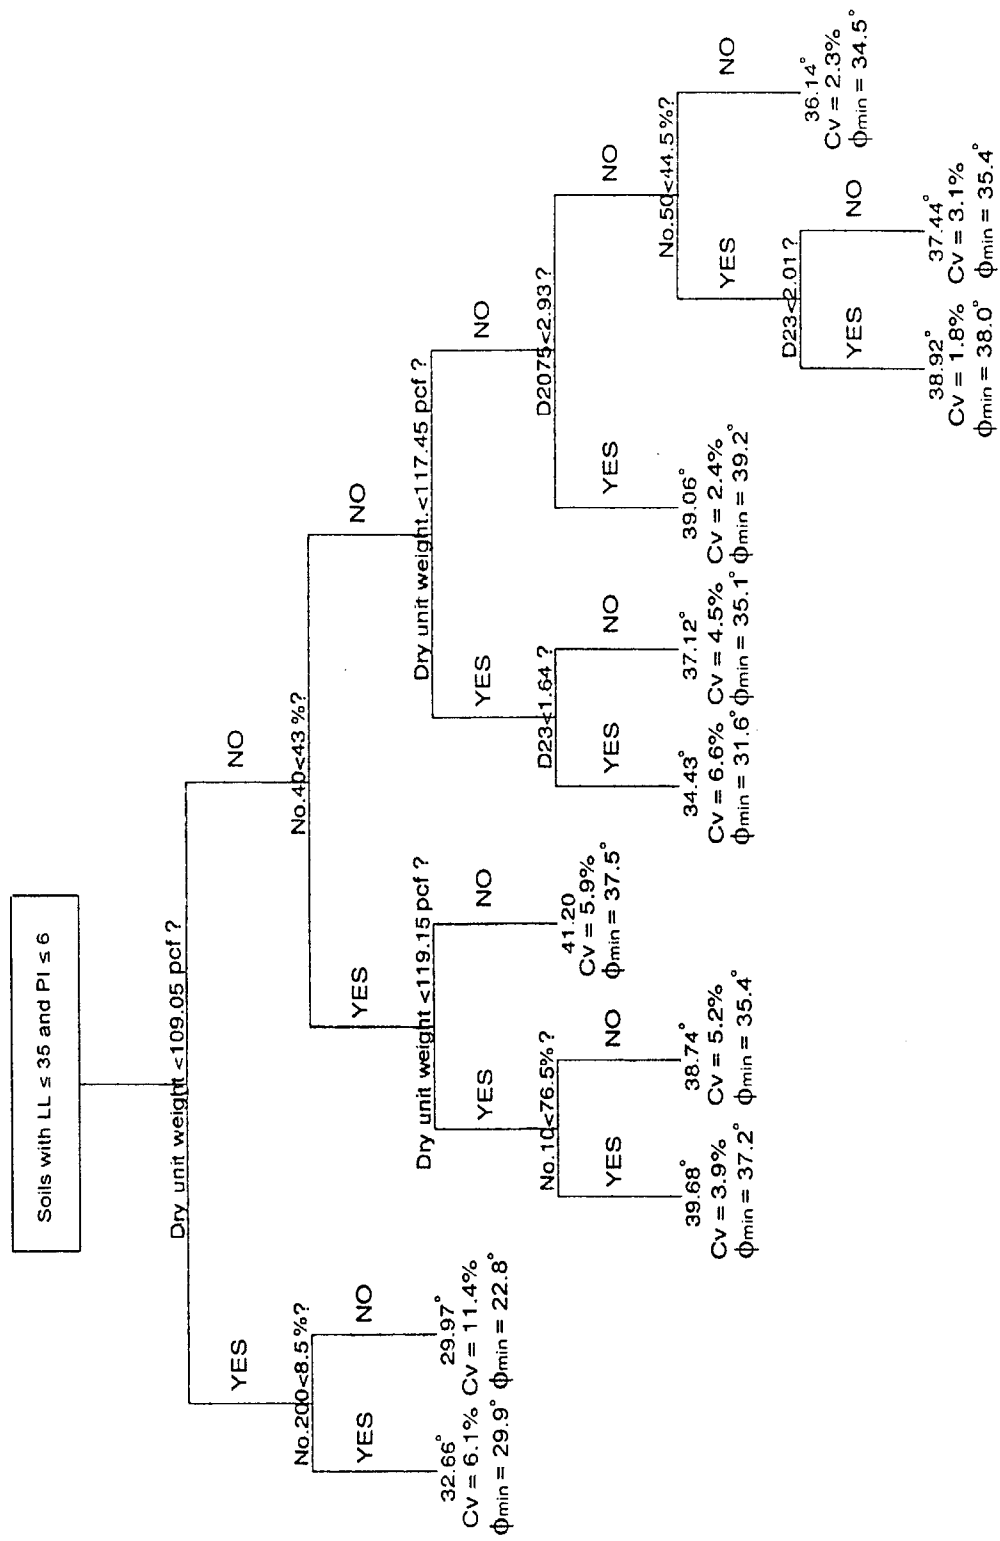 Soils with LL ≤ 35 and PI ≤ 6
Dry unit weight <109.05 pcf ?
YES
NO
No.200<8.5%?
No.40<43%?
YES
NO
YES
NO
32.66°
Cv = 6.1%
ϕmin = 29.9°
29.97°
Cv = 11.4%
ϕmin = 22.8°
Dry unit weight <119.15 pcf ?
Dry unit weight.<117.45 pcf ?
YES
NO
YES
NO
No.10<76.5%?
41.20
Cv = 5.9%
ϕmin = 37.5°
D23<1.64 ?
D2075<2.93?
YES
NO
YES
NO
YES
NO
39.68°
Cv = 3.9%
ϕmin = 37.2°
38.74°
Cv = 5.2%
ϕmin = 35.4°
34.43°
Cv = 6.6%
ϕmin = 31.6°
37.12°
Cv = 4.5%
ϕmin = 35.1°
39.06°
Cv = 2.4%
ϕmin = 39.2°
No.50<44.5%?
YES
NO
D23<2.01 ?
36.14°
Cv = 2.3%
ϕmin = 34.5°
YES
NO
38.92°
Cv = 1.8%
ϕmin = 38.0°
37.44°
Cv = 3.1%
ϕmin = 35.4°